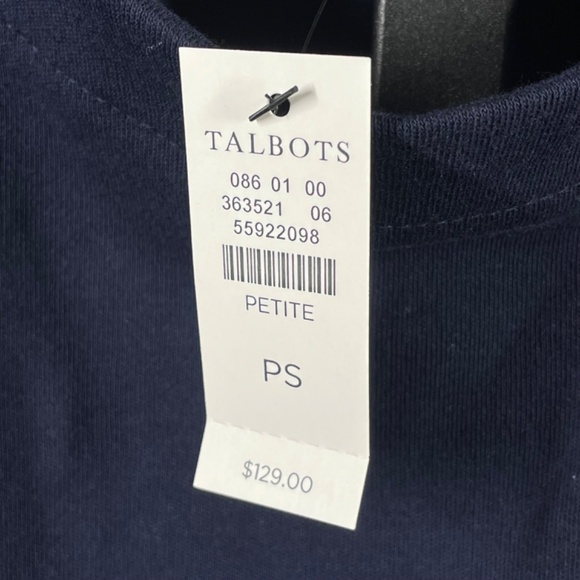 TALBOTS
086 01 00
363521 06
55922098
PETITE
PS
$129.00